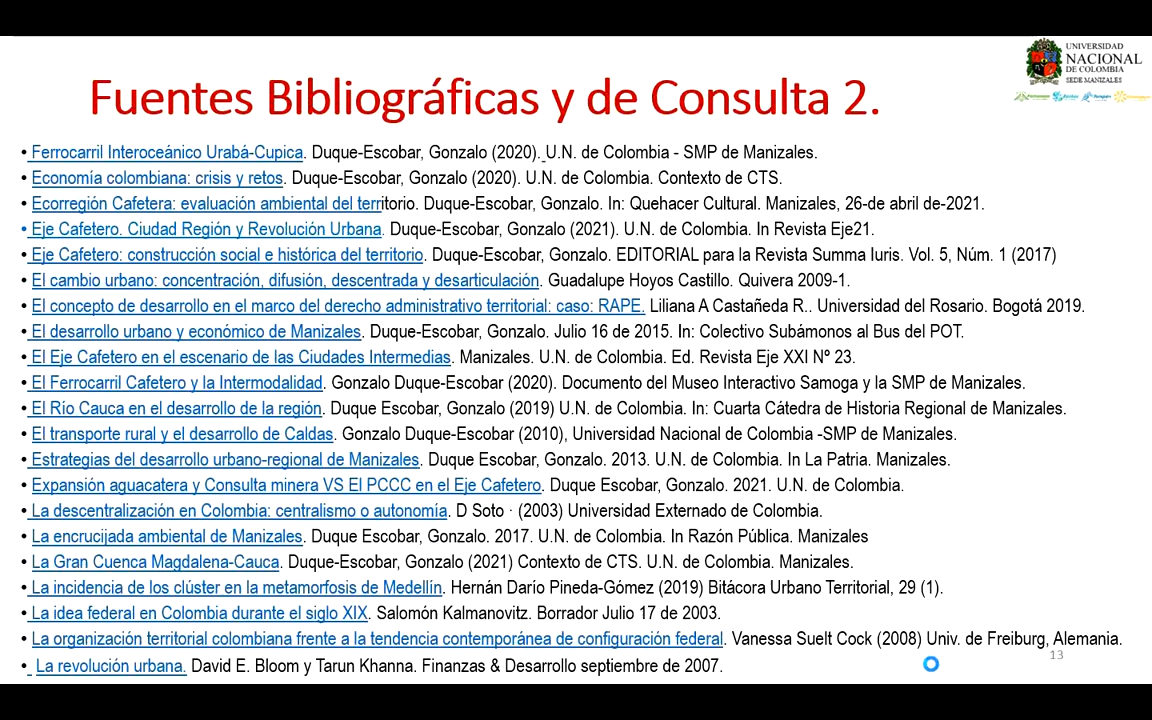 UNIVERSIDAD
NACIONAL
DE COLOMBIA
SEDE MANIZALES
Fuentes Bibliográficas y de Consulta 2.
• Ferrocarril Interoceánico Urabá-Cupica. Duque-Escobar, Gonzalo (2020). U.N. de Colombia - SMP de Manizales.
• Economía colombiana: crisis y retos. Duque-Escobar, Gonzalo (2020). U.N. de Colombia. Contexto de CTS.
• Ecorregión Cafetera: evaluación ambiental del territorio. Duque-Escobar, Gonzalo. In: Quehacer Cultural. Manizales, 26-de abril de-2021.
• Eje Cafetero. Ciudad Región y Revolución Urbana. Duque-Escobar, Gonzalo (2021). U.N. de Colombia. In Revista Eje21.
• Eje Cafetero: construcción social e histórica del territorio. Duque-Escobar, Gonzalo. EDITORIAL para la Revista Summa Iuris. Vol. 5, Núm. 1 (2017)
• El cambio urbano: concentración, difusión, descentrada y desarticulación. Guadalupe Hoyos Castillo. Quivera 2009-1.
• El concepto de desarrollo en el marco del derecho administrativo territorial: caso: RAPE. Liliana A Castañeda R.. Universidad del Rosario. Bogotá 2019.
• El desarrollo urbano y económico de Manizales. Duque-Escobar, Gonzalo. Julio 16 de 2015. In: Colectivo Subámonos al Bus del POT.
• El Eje Cafetero en el escenario de las Ciudades Intermedias. Manizales. U.N. de Colombia. Ed. Revista Eje XXI Nº 23.
• El Ferrocarril Cafetero y la Intermodalidad. Gonzalo Duque-Escobar (2020). Documento del Museo Interactivo Samoga y la SMP de Manizales.
• El Río Cauca en el desarrollo de la región. Duque Escobar, Gonzalo (2019) U.N. de Colombia. In: Cuarta Cátedra de Historia Regional de Manizales.
• El transporte rural y el desarrollo de Caldas. Gonzalo Duque-Escobar (2010), Universidad Nacional de Colombia -SMP de Manizales.
• Estrategias del desarrollo urbano-regional de Manizales. Duque Escobar, Gonzalo. 2013. U.N. de Colombia. In La Patria. Manizales.
• Expansión aguacatera y Consulta minera VS El PCCC en el Eje Cafetero. Duque Escobar, Gonzalo. 2021. U.N. de Colombia.
• La descentralización en Colombia: centralismo o autonomía. D Soto · (2003) Universidad Externado de Colombia.
• La encrucijada ambiental de Manizales. Duque Escobar, Gonzalo. 2017. U.N. de Colombia. In Razón Pública. Manizales
• La Gran Cuenca Magdalena-Cauca. Duque-Escobar, Gonzalo (2021) Contexto de CTS. U.N. de Colombia. Manizales.
• La incidencia de los clúster en la metamorfosis de Medellín. Hernán Darío Pineda-Gómez (2019) Bitácora Urbano Territorial, 29 (1).
• La idea federal en Colombia durante el siglo XIX. Salomón Kalmanovitz. Borrador Julio 17 de 2003.
• La organización territorial colombiana frente a la tendencia contemporánea de configuración federal. Vanessa Suelt Cock (2008) Univ. de Freiburg, Alemania.
• La revolución urbana. David E. Bloom y Tarun Khanna. Finanzas & Desarrollo septiembre de 2007.
13